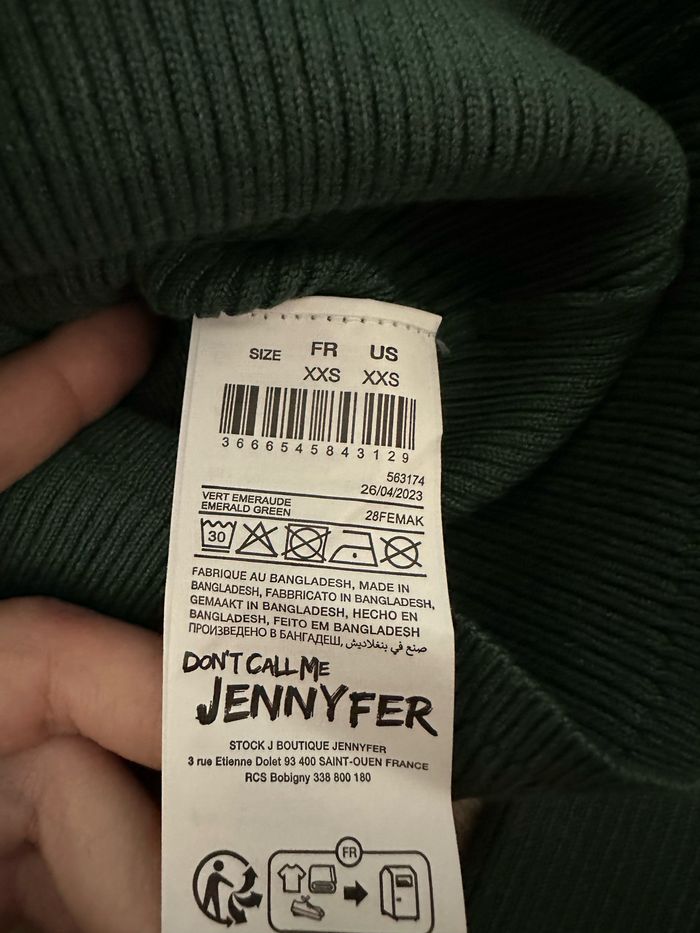 SIZE FR US
XXS XXS
3666545843129
563174
26/04/2023
VERT EMERAUDE
EMERALD GREEN 28FEMAK
30
FABRIQUE AU BANGLADESH, MADE IN
BANGLADESH, FABBRICATO IN BANGLADESH,
GEMAAKT IN BANGLADESH, HECHO EN
BANGLADESH, FEITO EM BANGLADESH
ПРОИЗВЕДЕНО В БАНГАДЕШ, صنع في بنغلاديش
DON'T CALL ME
JENNYFER
STOCK J BOUTIQUE JENNYFER
3 rue Etienne Dolet 93 400 SAINT-OUEN FRANCE
RCS Bobigny 338 800 180
FR